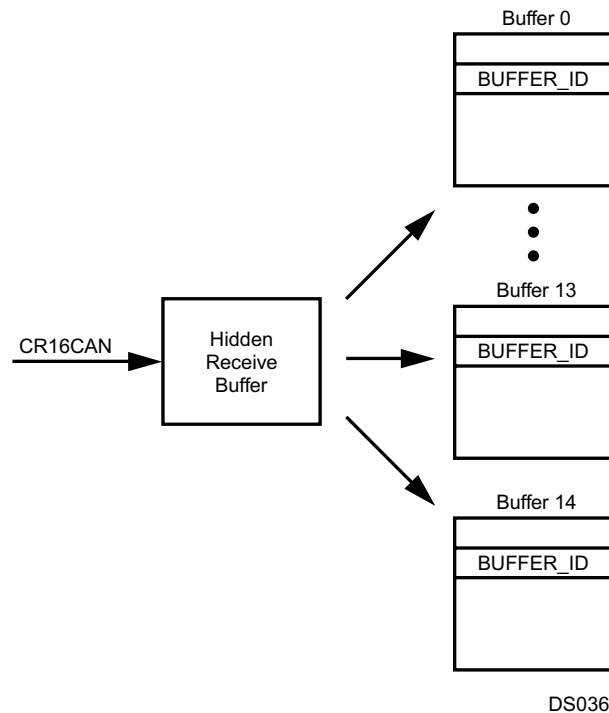 Buffer 0
BUFFER_ID
Buffer 13
BUFFER_ID
CR16CAN
Hidden
Receive
Buffer
Buffer 14
BUFFER_ID
DS036